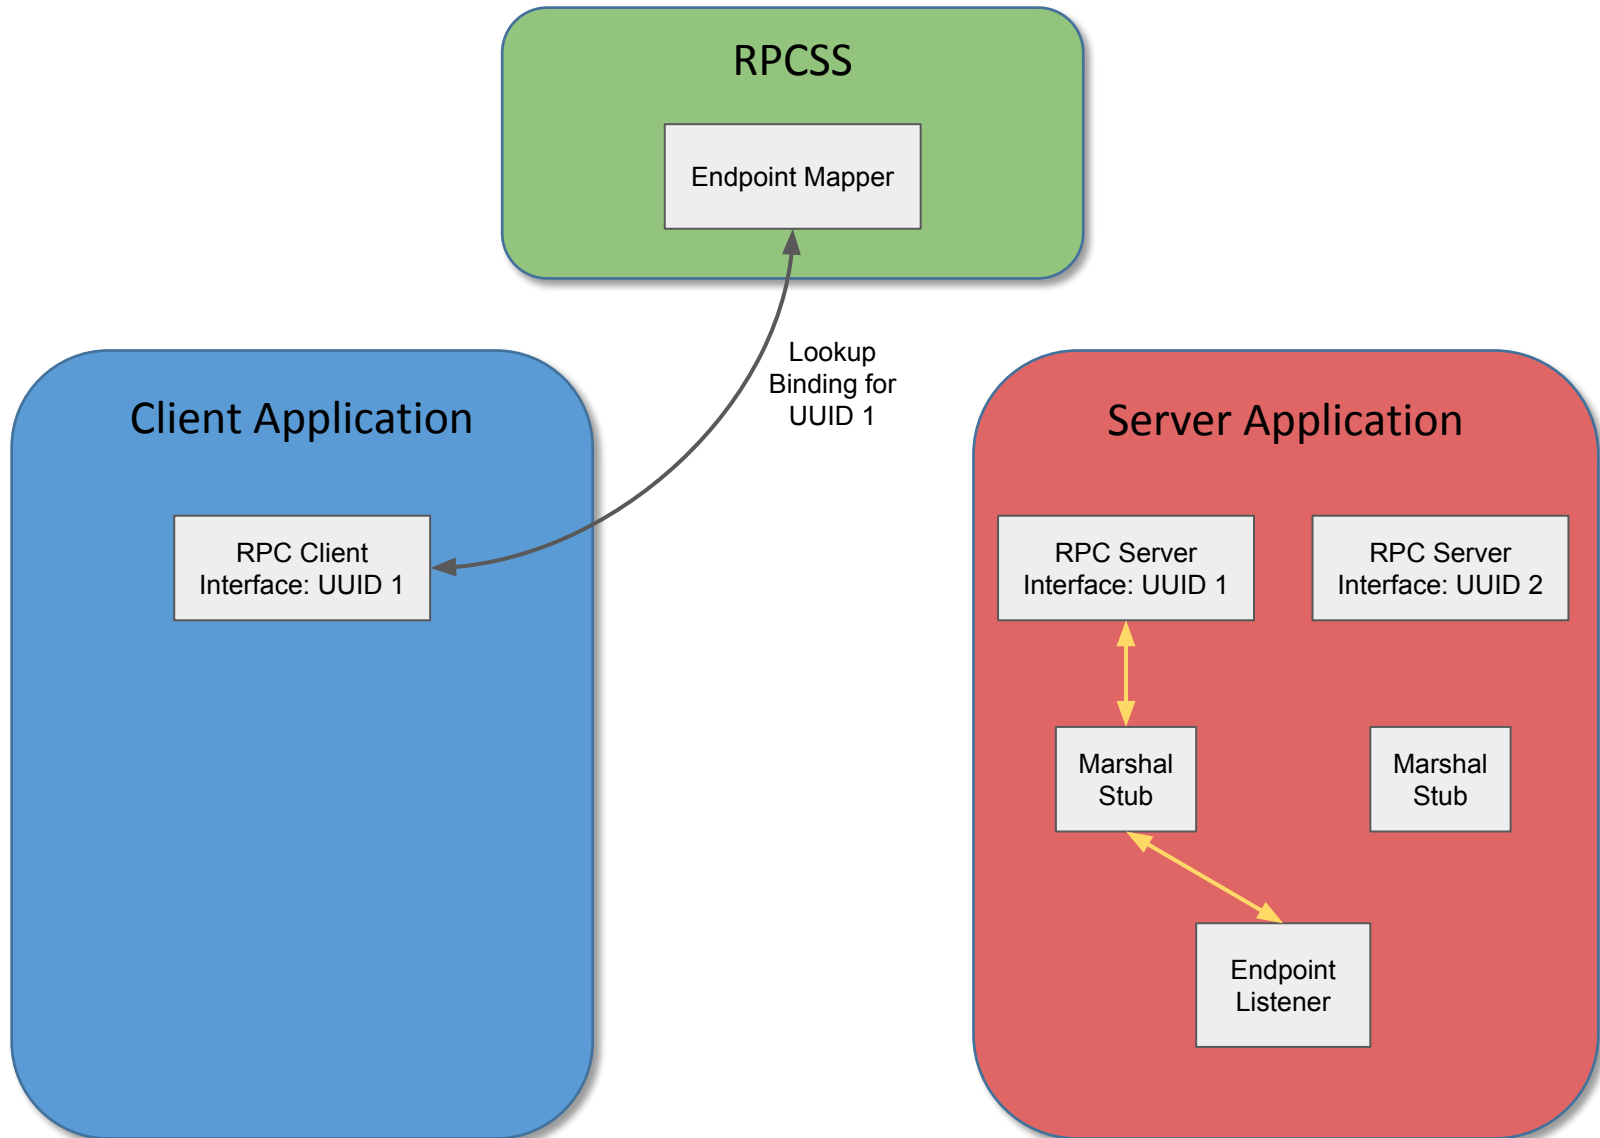 RPCSS
Endpoint Mapper
Lookup
Binding for
UUID 1
Client Application
RPC Client
Interface: UUID 1
Server Application
RPC Server
Interface: UUID 1
RPC Server
Interface: UUID 2
Marshal
Stub
Marshal
Stub
Endpoint
Listener